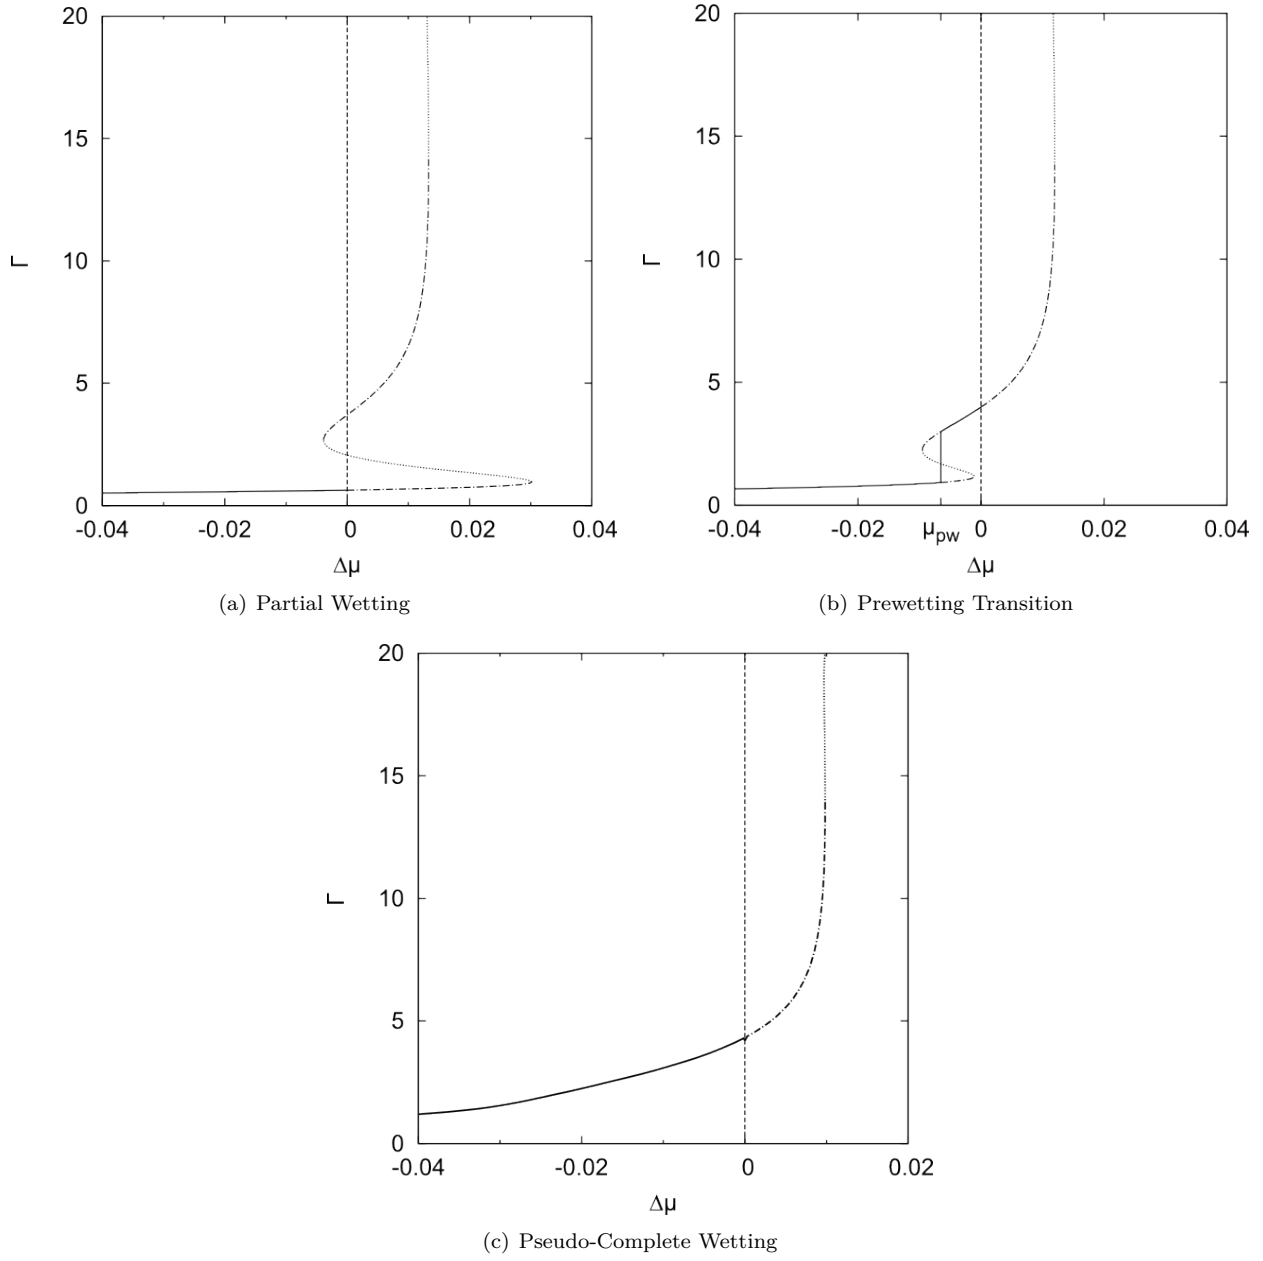 20
15
10
5
0
Γ
-0.04 -0.02 0 0.02 0.04
Δμ
(a) Partial Wetting
20
15
10
5
0
Γ
-0.04 -0.02 μpw 0 0.02 0.04
Δμ
(b) Prewetting Transition
20
15
10
5
0
Γ
-0.04 -0.02 0 0.02
Δμ
(c) Pseudo-Complete Wetting